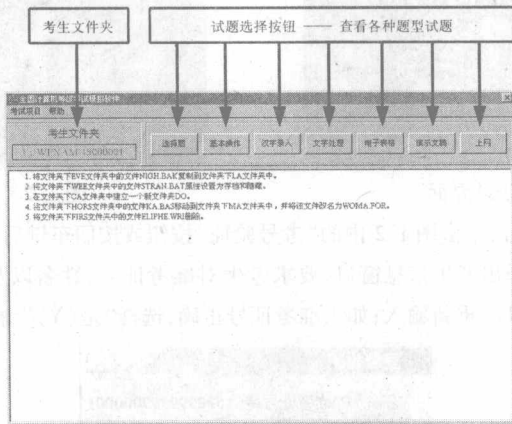 考生文件夹
试题选择按钮 —— 查看各种题型试题
全国计算机等级考试模拟软件
考试项目 帮助
考生文件夹
选择题 基本操作 汉字录入 文字处理 电子表格 演示文稿 上网
1. 将文件夹下EVE文件夹中的文件NIGH.BAK复制到文件夹下LA文件夹中。
2. 将文件夹下WEE文件夹中的文件STRAN.BAT属性设置为存档和隐藏。
3. 在文件夹下CA文件夹中建立一个新文件夹DO。
4. 将文件夹下HORS文件夹中的文件KA.BAS移动到文件夹下MA文件夹中，并将该文件改名为WOMA.FOR。
5. 将文件夹下FIRS文件夹中的文件ELIPHE.WRI删除。